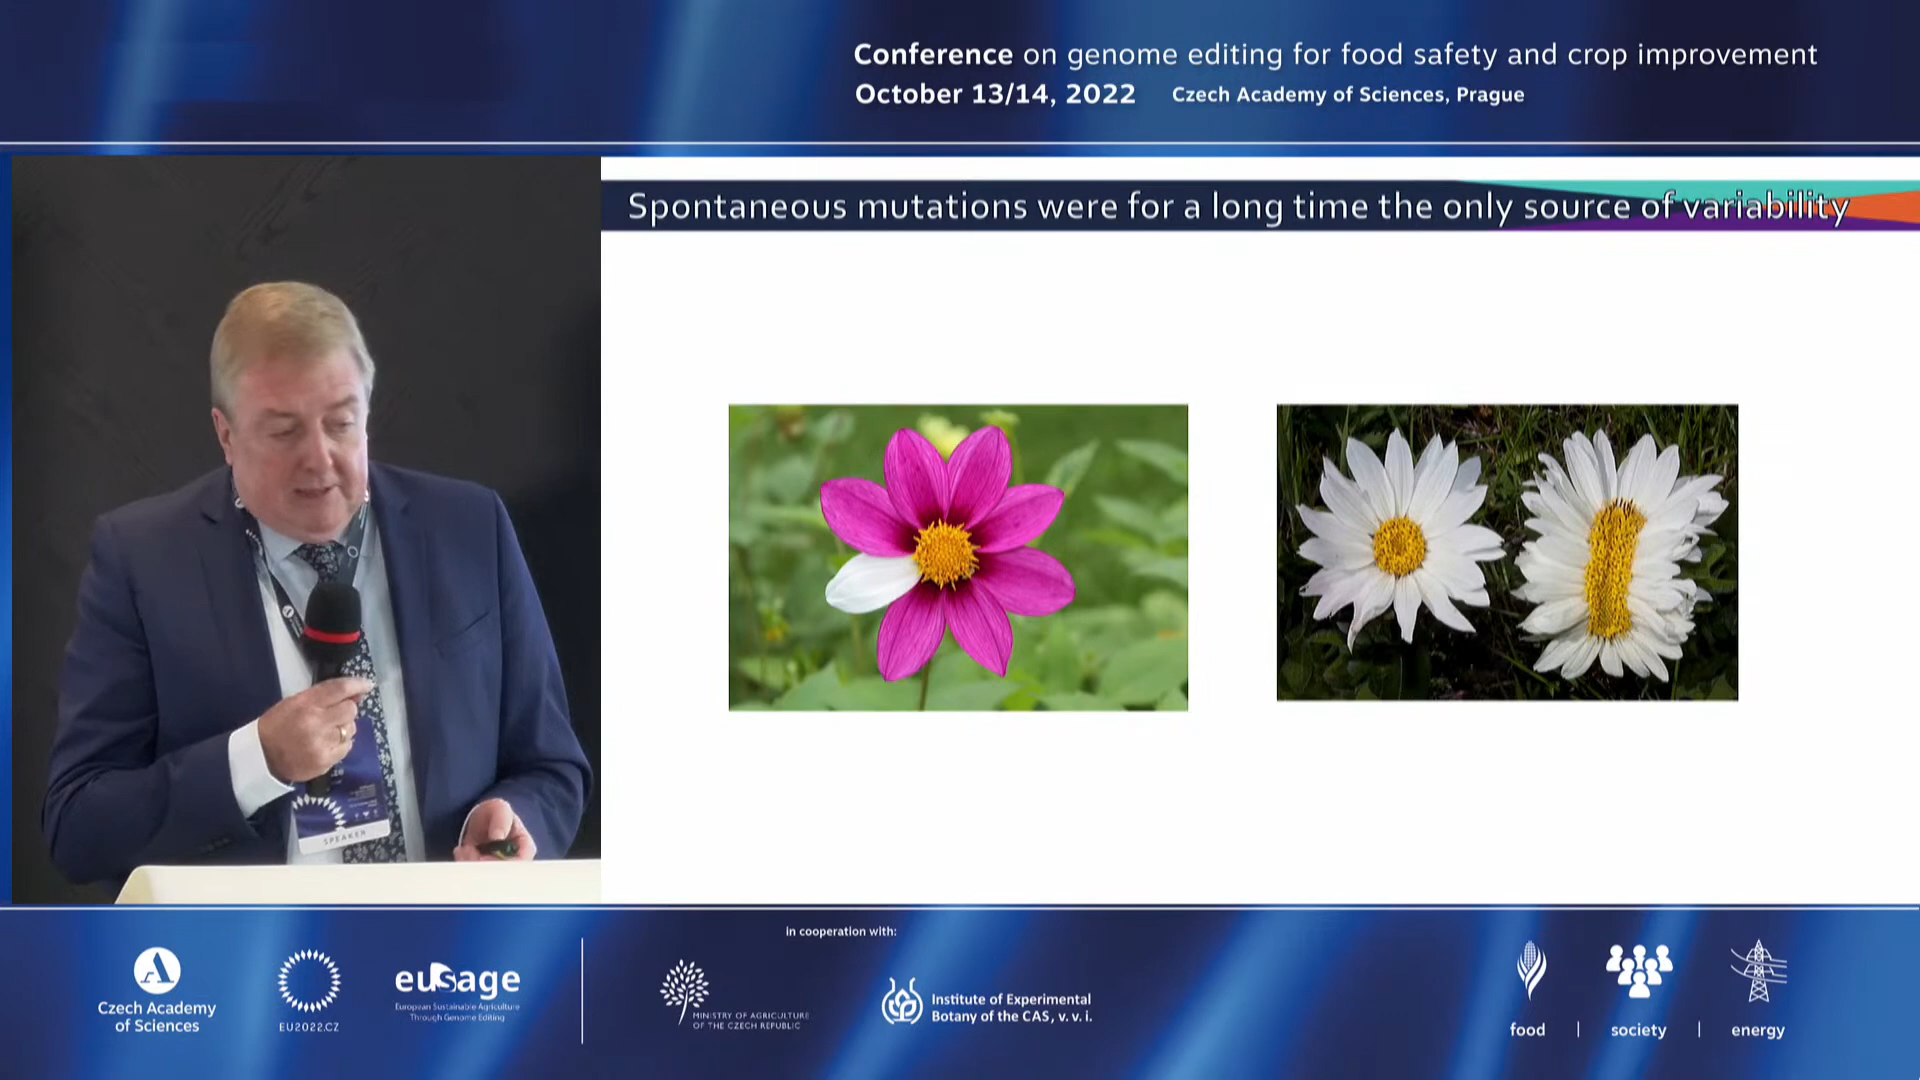 Conference on genome editing for food safety and crop improvement
October 13/14, 2022 Czech Academy of Sciences, Prague
Spontaneous mutations were for a long time the only source of variability
SPEAKER
in cooperation with:
Czech Academy
of Sciences
EU2022.CZ
eusage
European Sustainable Agriculture
Through Genome Editing
MINISTRY OF AGRICULTURE
OF THE CZECH REPUBLIC
Institute of Experimental
Botany of the CAS, v. v. i.
food | society | energy